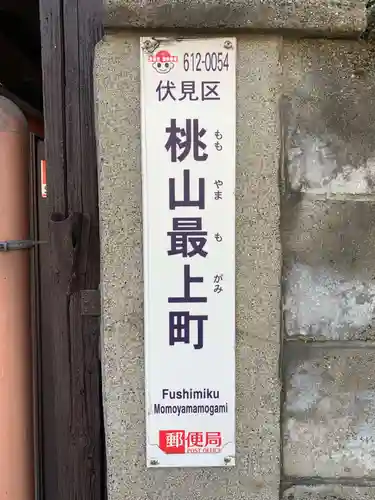 612-0054
伏見区
桃山最上町
もも やま も がみ
Fushimiku
Momoyamamogami
郵便局
POST OFFICE